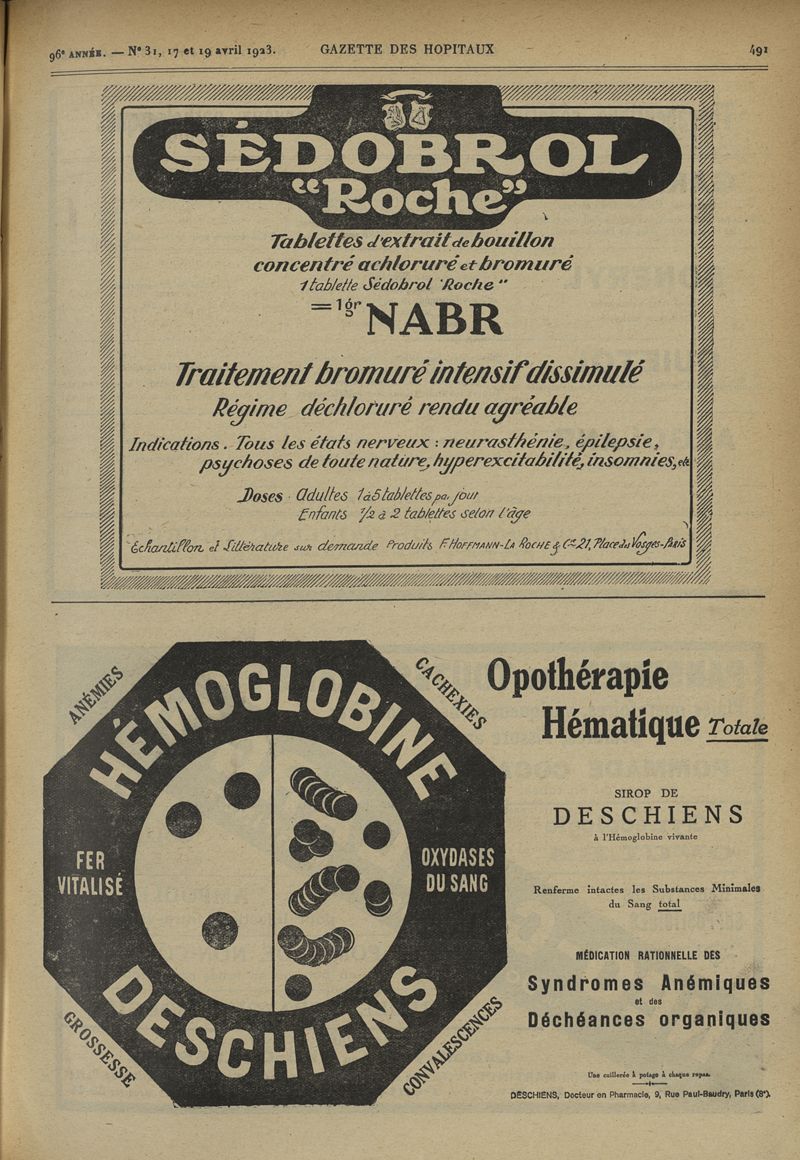 96e ANNÉE. — No 31, 17 et 19 avril 1923.
GAZETTE DES HOPITAUX
491
SÉDOBROL
"Roche"
Tablettes d'extrait de bouillon
concentré achloruré et bromuré
1 tablette Sédobrol "Roche"
= 1gr NABR
Traitement bromuré intensif dissimulé
Régime déchloruré rendu agréable
Indications. Tous les états nerveux : neurasthénie, épilepsie,
psychoses de toute nature, hyperexcitabilité, insomnies, etc
Doses Adultes 1 à 5 tablettes pa. jour
Enfants 1/2 à 2 tablettes selon l'âge
Échantillon et Littérature sur demande Produits F. HOFFMANN-LA ROCHE & Cie 21, Place des Vosges-Paris
ANÉMIES
CACHEXIES
HÉMOGLOBINE
FER
VITALISÉ
OXYDASES
DU SANG
DESCHIENS
GROSSESSE
CONVALESCENCES
Opothérapie
Hématique Totale
SIROP DE
DESCHIENS
à l'Hémoglobine vivante
Renferme intactes les Substances Minimales
du Sang total
MÉDICATION RATIONNELLE DES
Syndromes Anémiques
et des
Déchéances organiques
Une cuillerée à potage à chaque repas.
DESCHIENS, Docteur en Pharmacie, 9, Rue Paul-Baudry, Paris (8e).